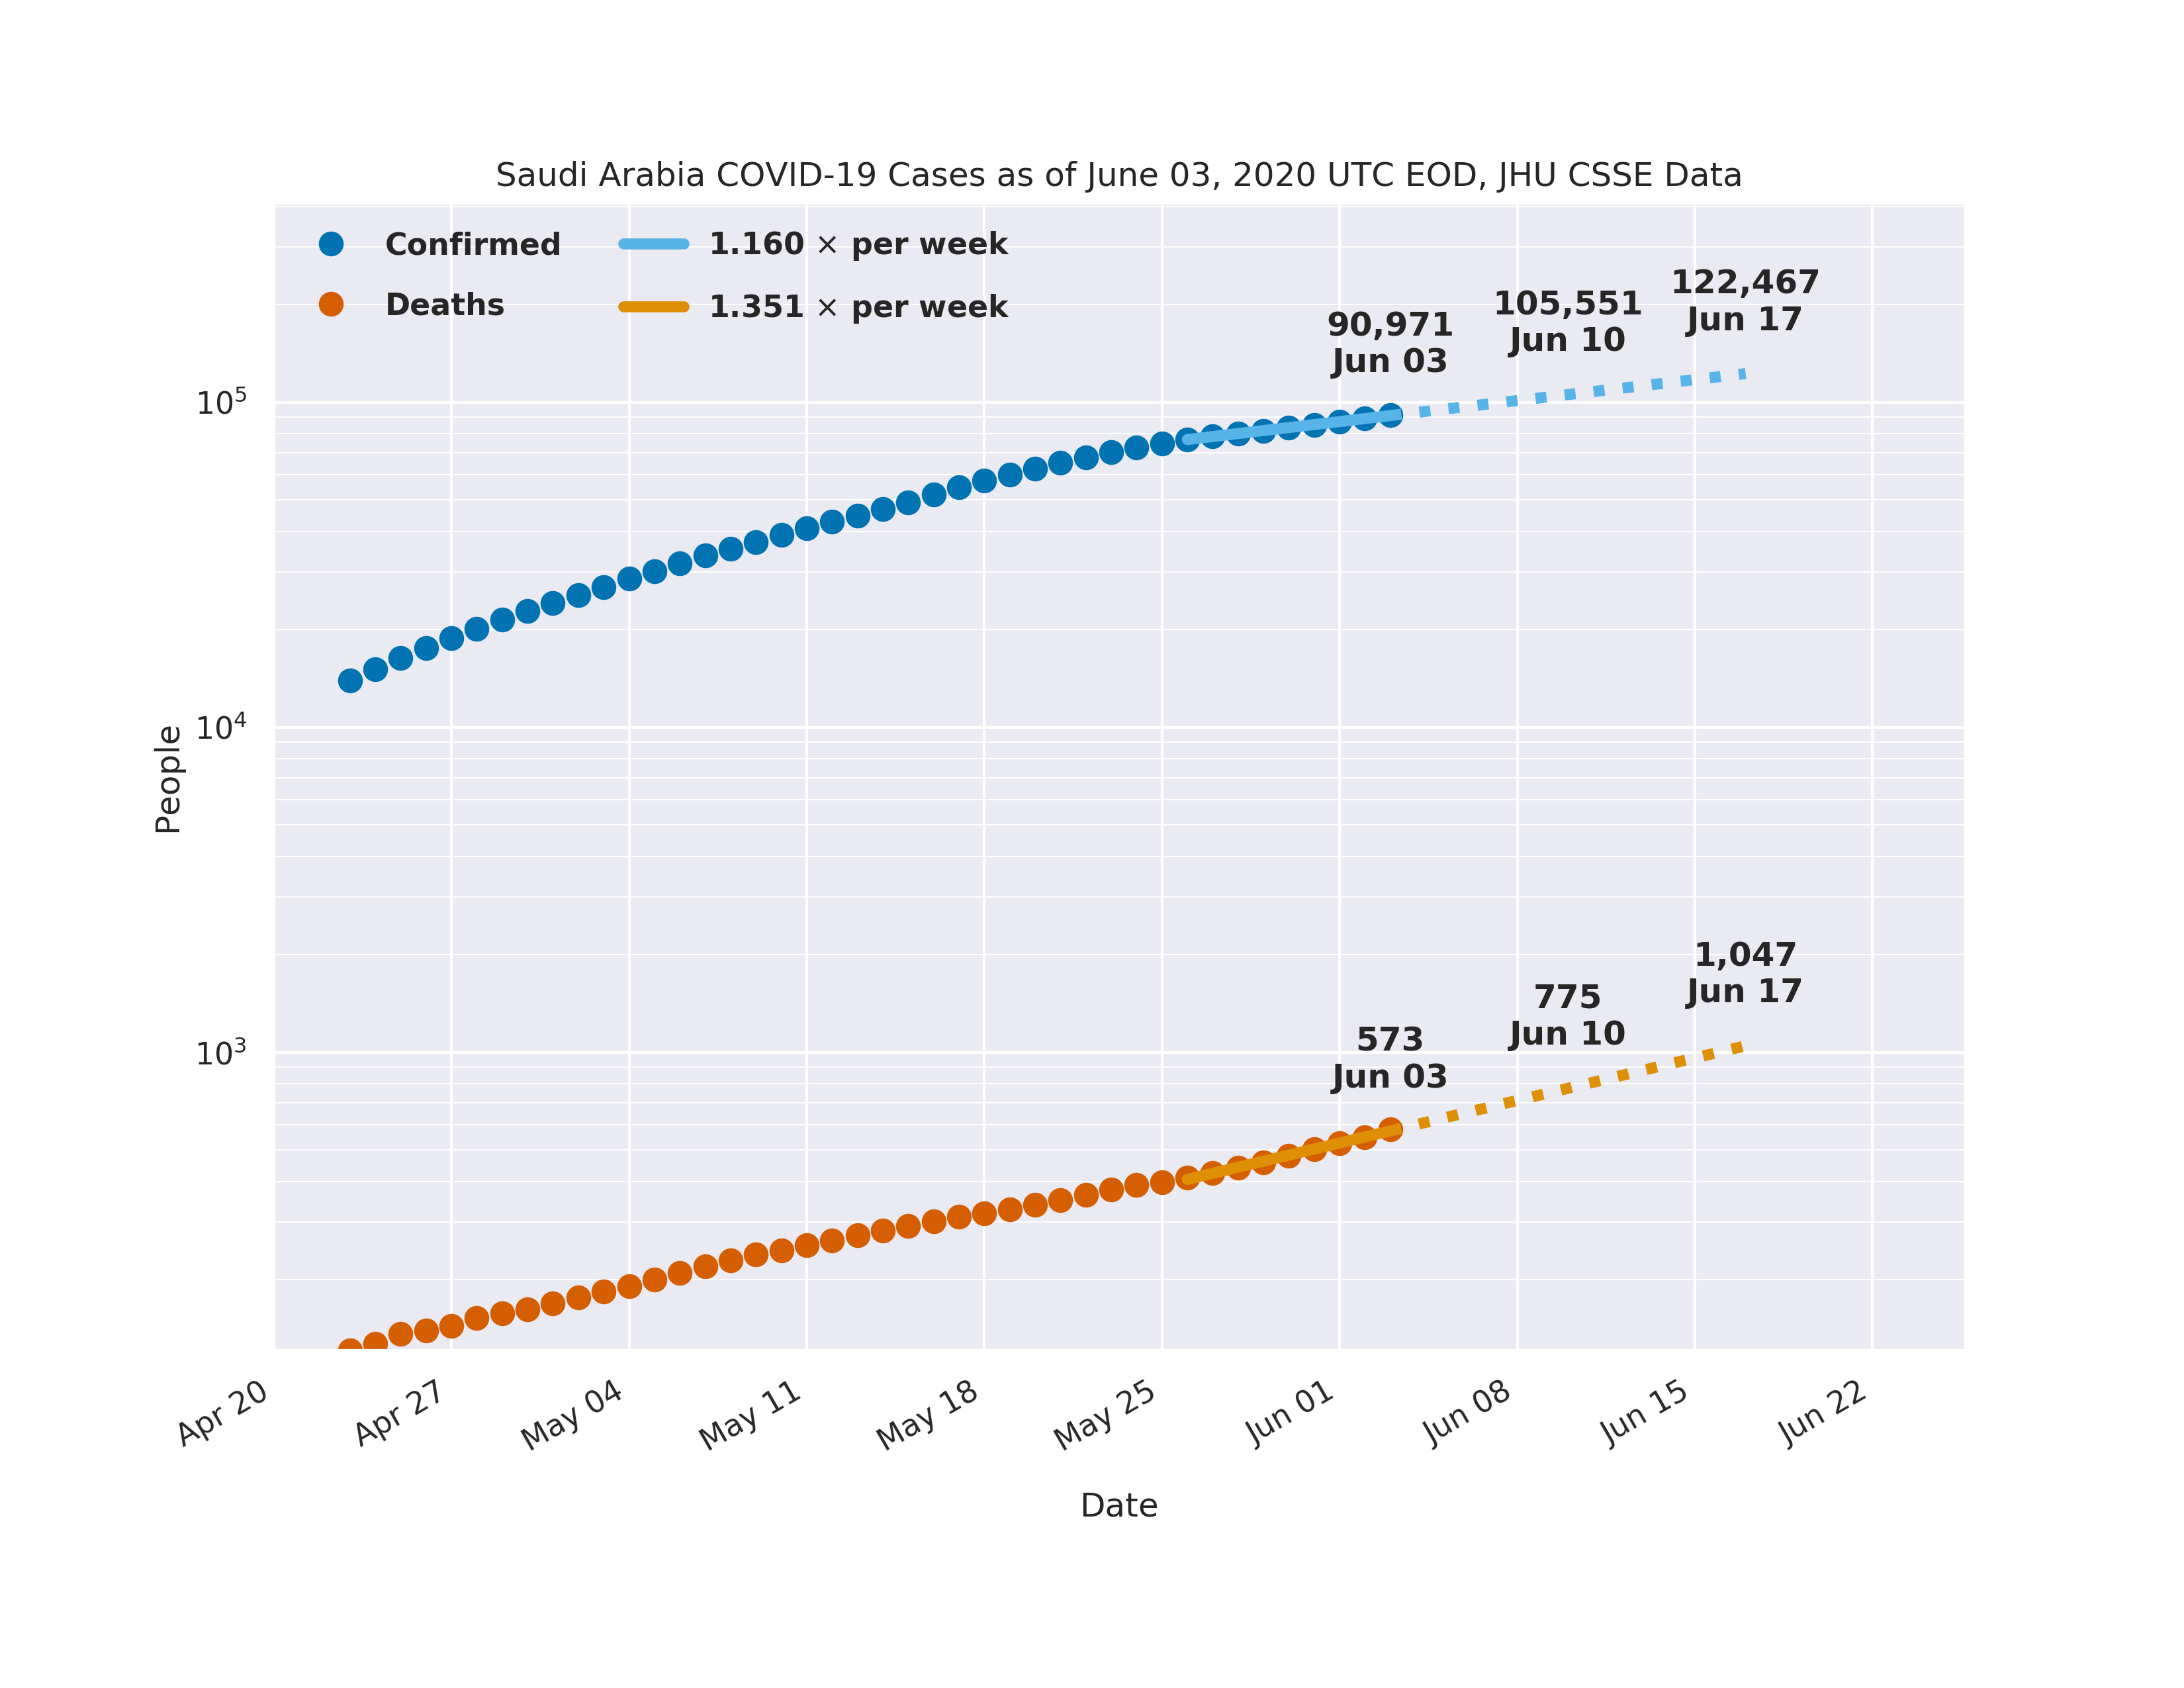 Saudi Arabia COVID-19 Cases as of June 03, 2020 UTC EOD, JHU CSSE Data
Confirmed
Deaths
1.160 × per week
1.351 × per week
90,971
Jun 03
105,551
Jun 10
122,467
Jun 17
573
Jun 03
775
Jun 10
1,047
Jun 17
People
10⁵
10⁴
10³
Apr 20
Apr 27
May 04
May 11
May 18
May 25
Jun 01
Jun 08
Jun 15
Jun 22
Date